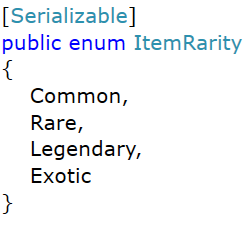 [Serializable]
public enum ItemRarity
{
    Common,
    Rare,
    Legendary,
    Exotic
}